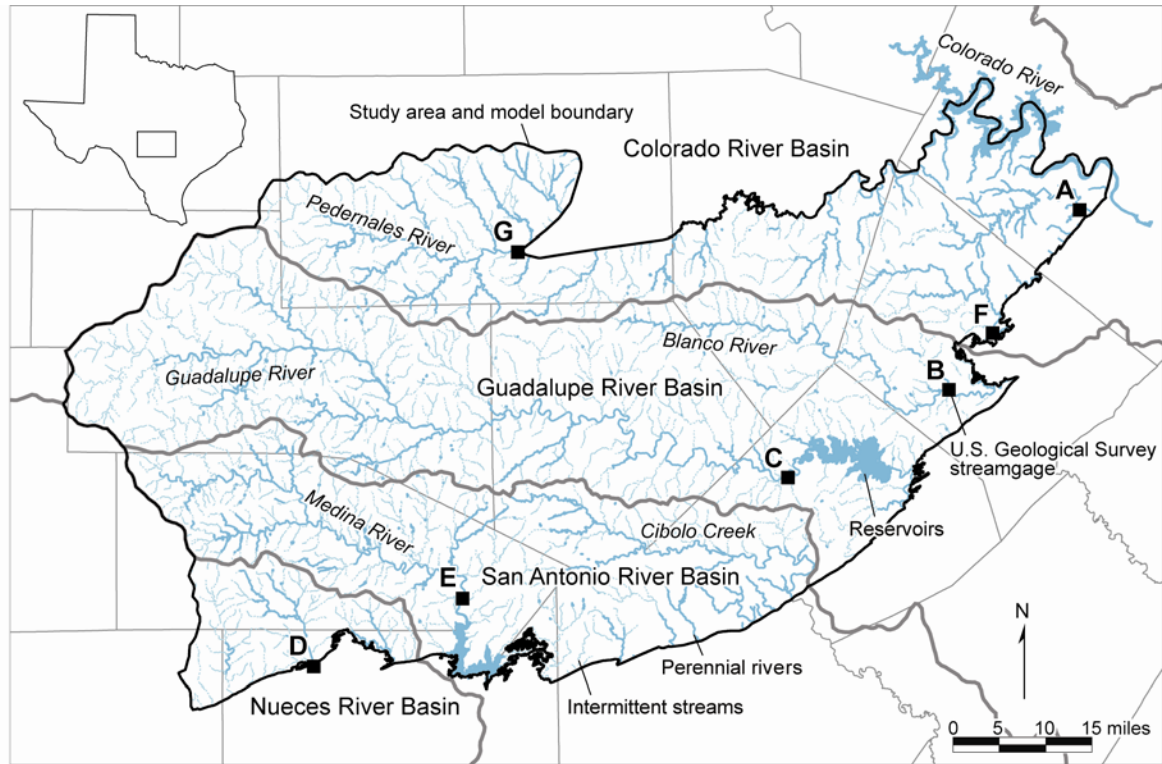 Colorado River
Study area and model boundary
Colorado River Basin
A
Pedernales River
G
F
Blanco River
Guadalupe River
Guadalupe River Basin
B
U.S. Geological Survey
streamgage
C
Reservoirs
Medina River
Cibolo Creek
E
San Antonio River Basin
D
Perennial rivers
Nueces River Basin
Intermittent streams
N
0 5 10 15 miles